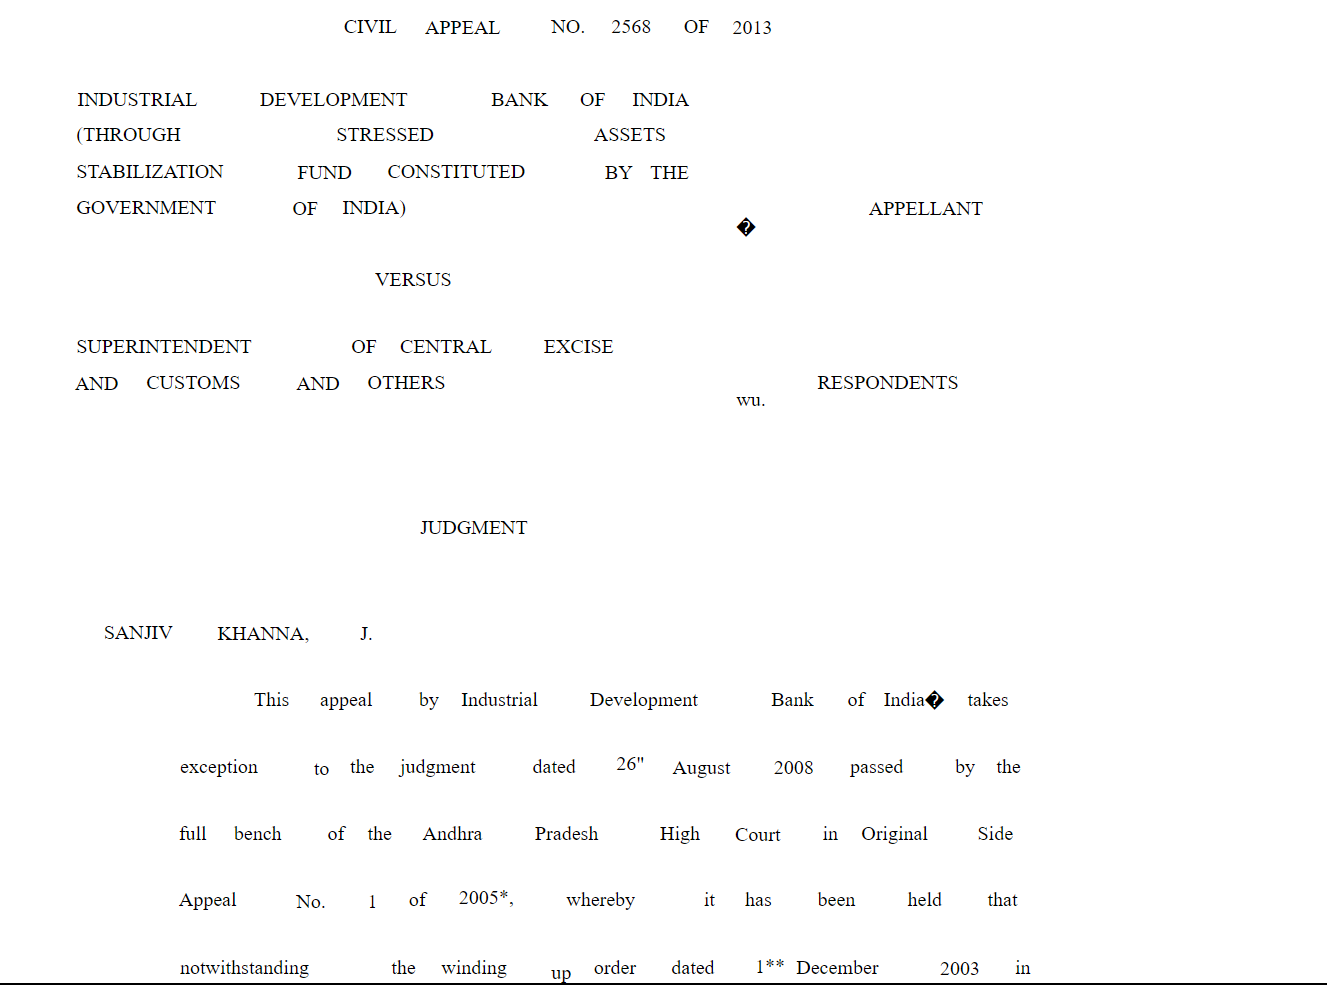 CIVIL APPEAL NO. 2568 OF 2013
INDUSTRIAL DEVELOPMENT BANK OF INDIA
(THROUGH STRESSED ASSETS
STABILIZATION FUND CONSTITUTED BY THE
GOVERNMENT OF INDIA) � APPELLANT
VERSUS
SUPERINTENDENT OF CENTRAL EXCISE
AND CUSTOMS AND OTHERS wu. RESPONDENTS
JUDGMENT
SANJIV KHANNA, J.
This appeal by Industrial Development Bank of India� takes
exception to the judgment dated 26" August 2008 passed by the
full bench of the Andhra Pradesh High Court in Original Side
Appeal No. 1 of 2005*, whereby it has been held that
notwithstanding the winding up order dated 1** December 2003 in